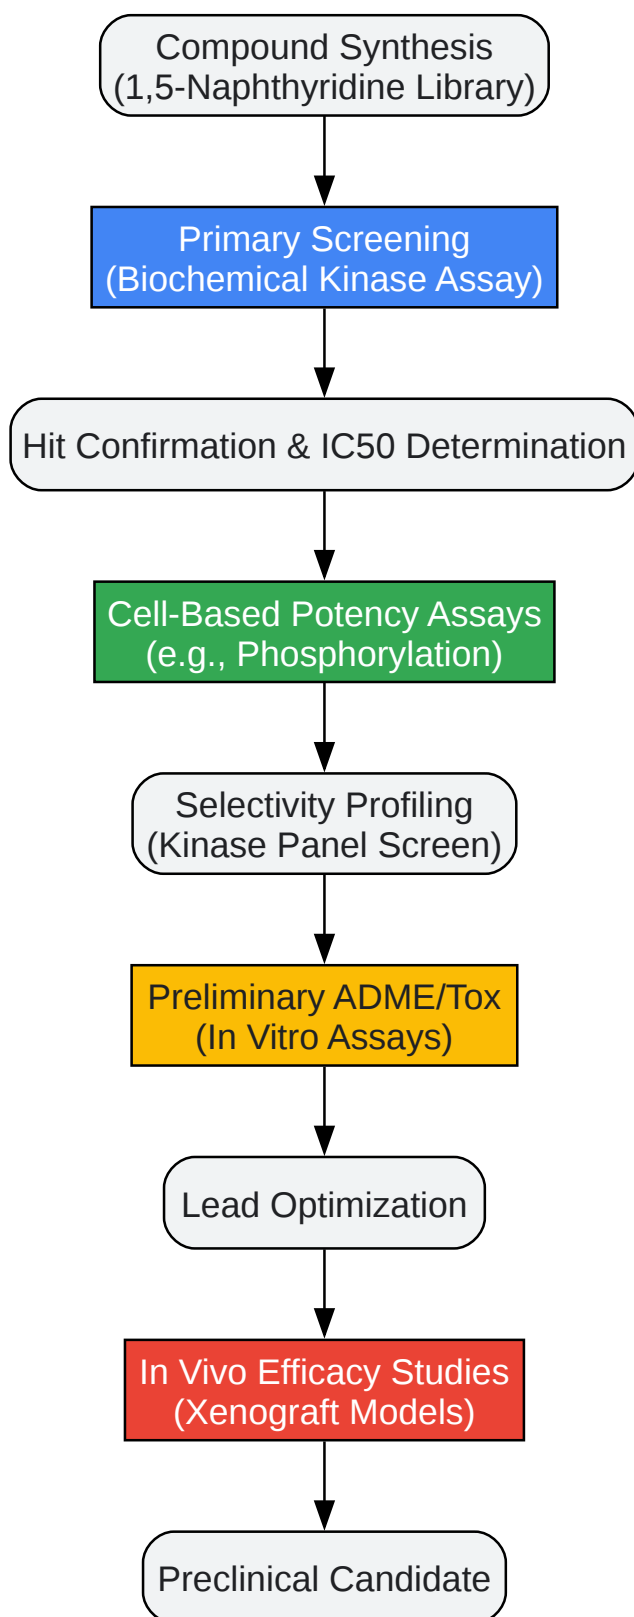 Compound Synthesis
(1,5-Naphthyridine Library)
Primary Screening
(Biochemical Kinase Assay)
Hit Confirmation & IC50 Determination
Cell-Based Potency Assays
(e.g., Phosphorylation)
Selectivity Profiling
(Kinase Panel Screen)
Preliminary ADME/Tox
(In Vitro Assays)
Lead Optimization
In Vivo Efficacy Studies
(Xenograft Models)
Preclinical Candidate